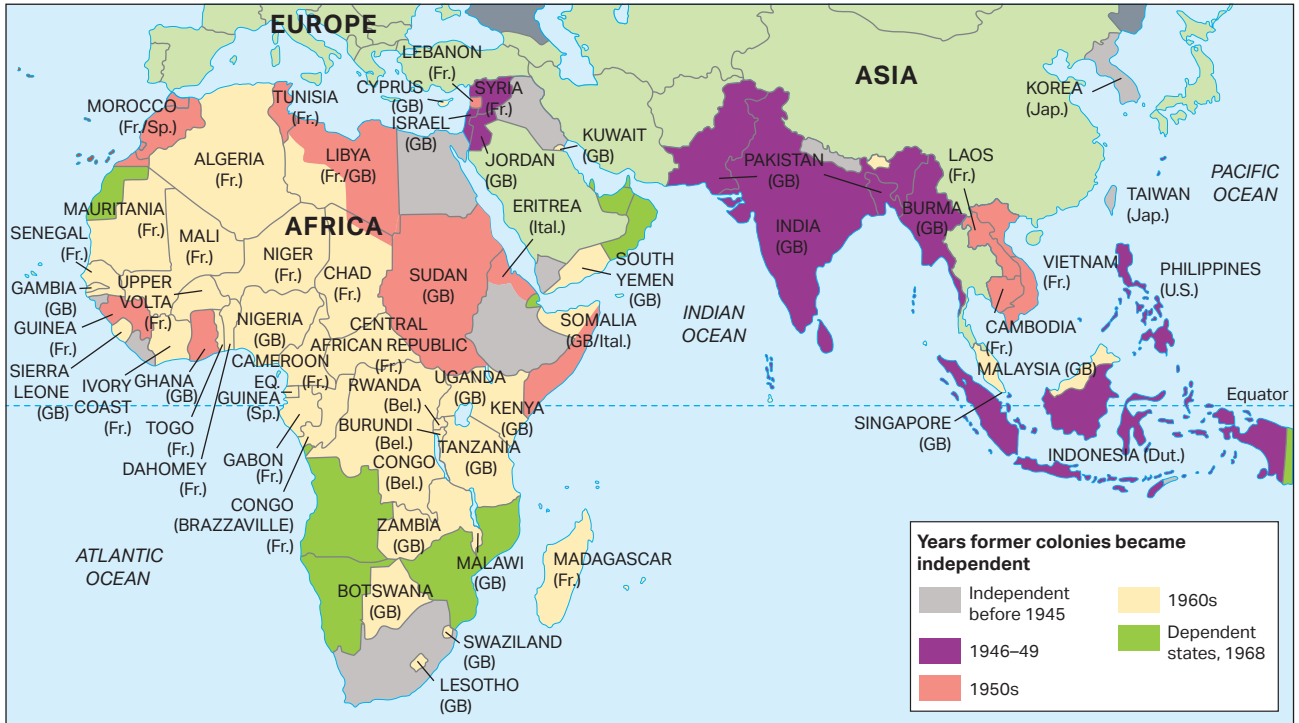 EUROPE
ASIA
AFRICA
LEBANON
(Fr.)
CYPRUS
(GB)
SYRIA
(Fr.)
ISRAEL
(GB)
MOROCCO
(Fr./Sp.)
TUNISIA
(Fr.)
ALGERIA
(Fr.)
LIBYA
(Fr./GB)
JORDAN
(GB)
KUWAIT
(GB)
ERITREA
(Ital.)
PAKISTAN
(GB)
INDIA
(GB)
BURMA
(GB)
LAOS
(Fr.)
KOREA
(Jap.)
TAIWAN
(Jap.)
PACIFIC
OCEAN
MAURITANIA
(Fr.)
SENEGAL
(Fr.)
GAMBIA
(GB)
GUINEA
(Fr.)
SIERRA
LEONE
(GB)
MALI
(Fr.)
UPPER
VOLTA
(Fr.)
NIGER
(Fr.)
CHAD
(Fr.)
SUDAN
(GB)
SOUTH
YEMEN
(GB)
NIGERIA
(GB)
CENTRAL
AFRICAN REPUBLIC
(Fr.)
SOMALIA
(GB/Ital.)
INDIAN
OCEAN
VIETNAM
(Fr.)
PHILIPPINES
(U.S.)
CAMBODIA
(Fr.)
MALAYSIA (GB)
SINGAPORE
(GB)
Equator
INDONESIA (Dut.)
IVORY
COAST
(Fr.)
GHANA
(GB)
TOGO
(Fr.)
DAHOMEY
(Fr.)
CAMEROON
(Fr.)
EQ.
GUINEA
(Sp.)
GABON
(Fr.)
CONGO
(BRAZZAVILLE)
(Fr.)
RWANDA
(Bel.)
BURUNDI
(Bel.)
CONGO
(Bel.)
UGANDA
(GB)
KENYA
(GB)
TANZANIA
(GB)
ZAMBIA
(GB)
MALAWI
(GB)
MADAGASCAR
(Fr.)
BOTSWANA
(GB)
SWAZILAND
(GB)
LESOTHO
(GB)
ATLANTIC
OCEAN
Years former colonies became
independent
Independent
before 1945
1946–49
1950s
1960s
Dependent
states, 1968